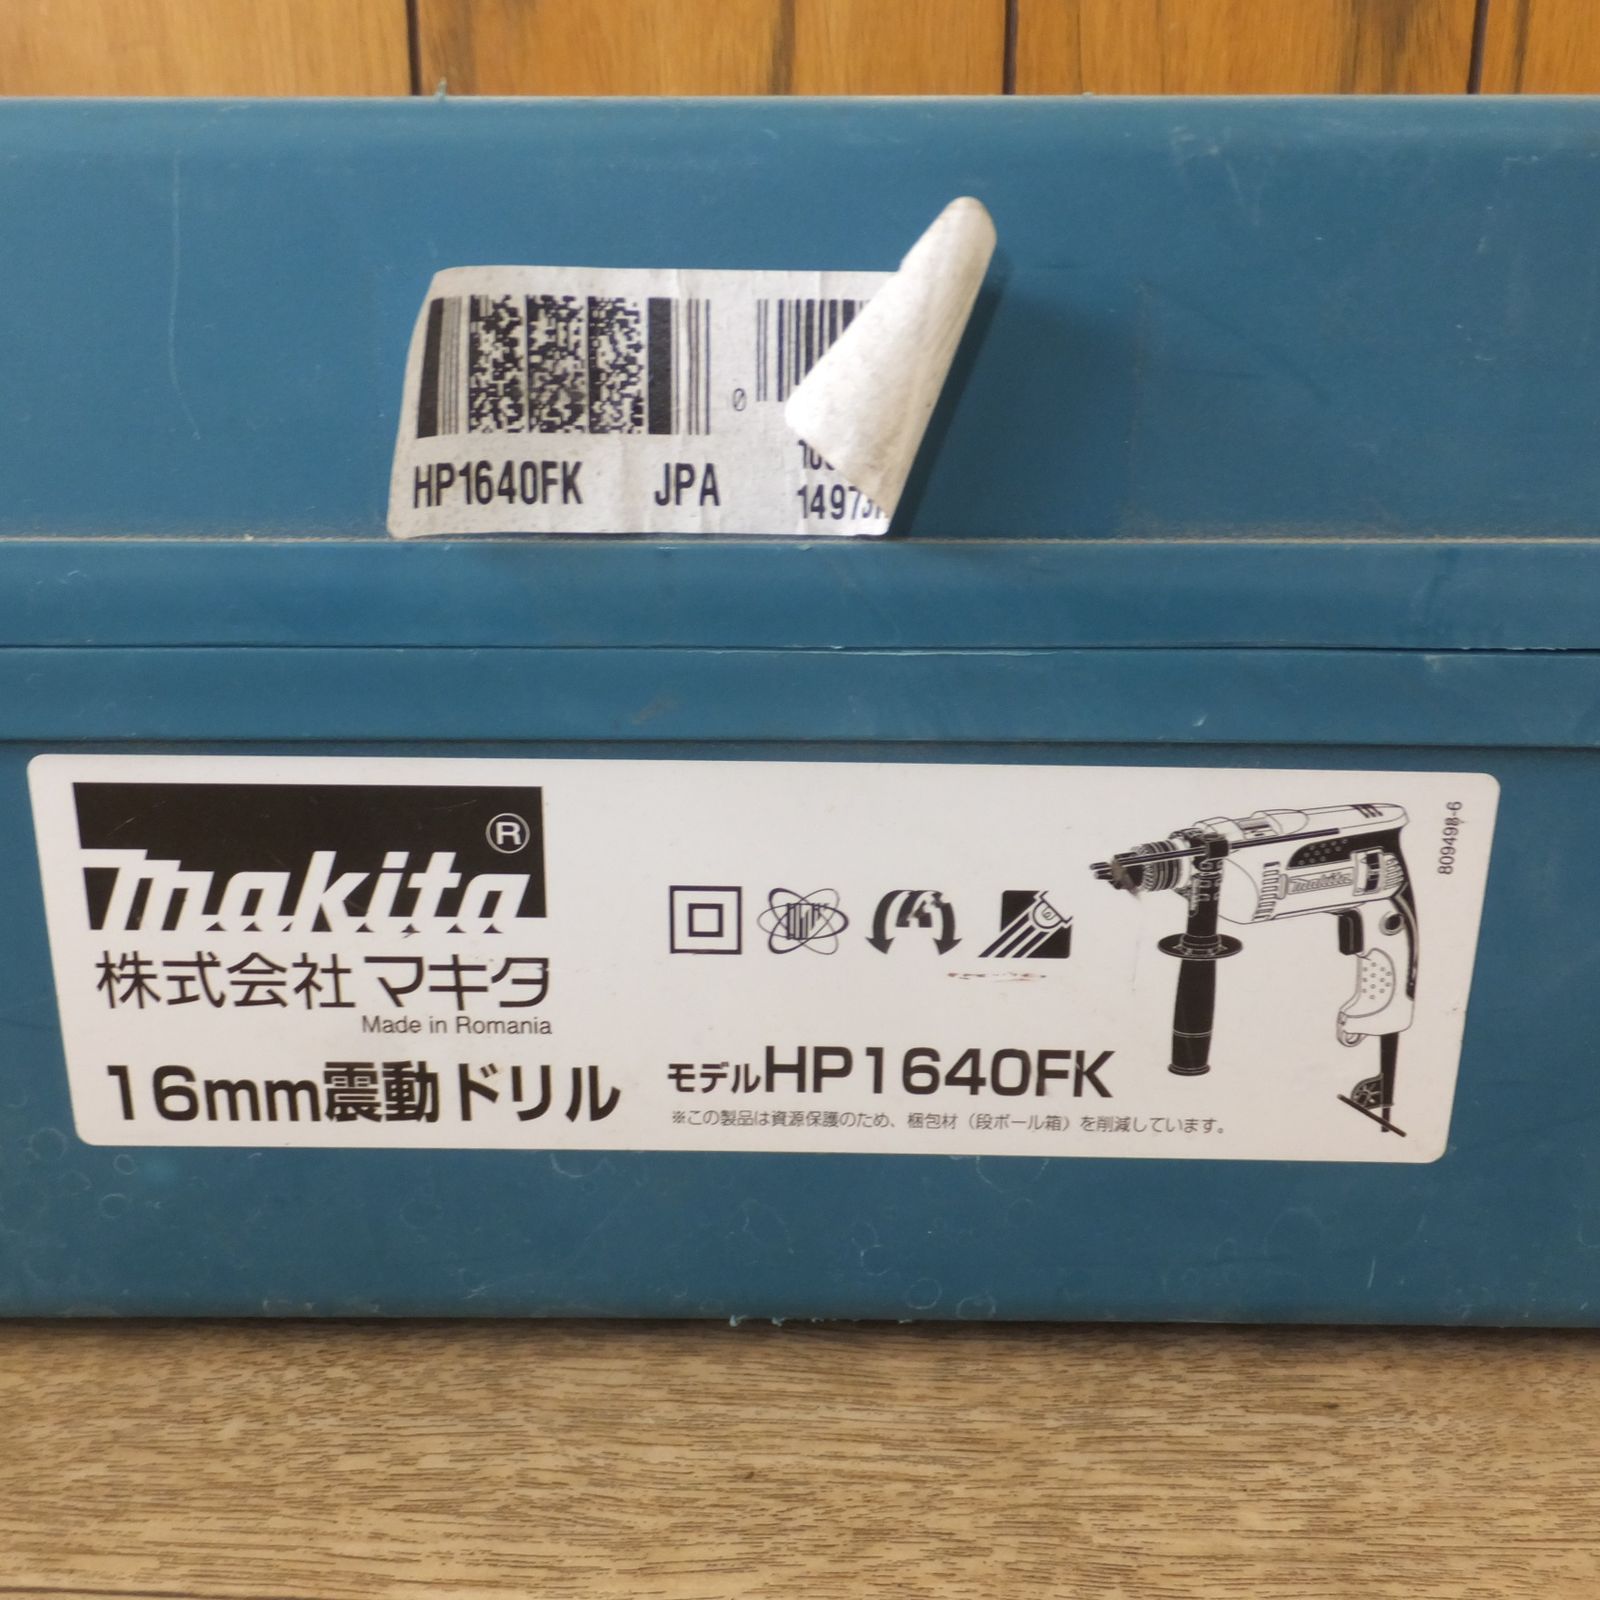 0
HP1640FK JPA
makita®
株式会社マキタ
Made in Romania
16mm震動ドリル
モデルHP1640FK
※この製品は資源保護のため、梱包材（段ボール箱）を削減しています。
makita
809498-6